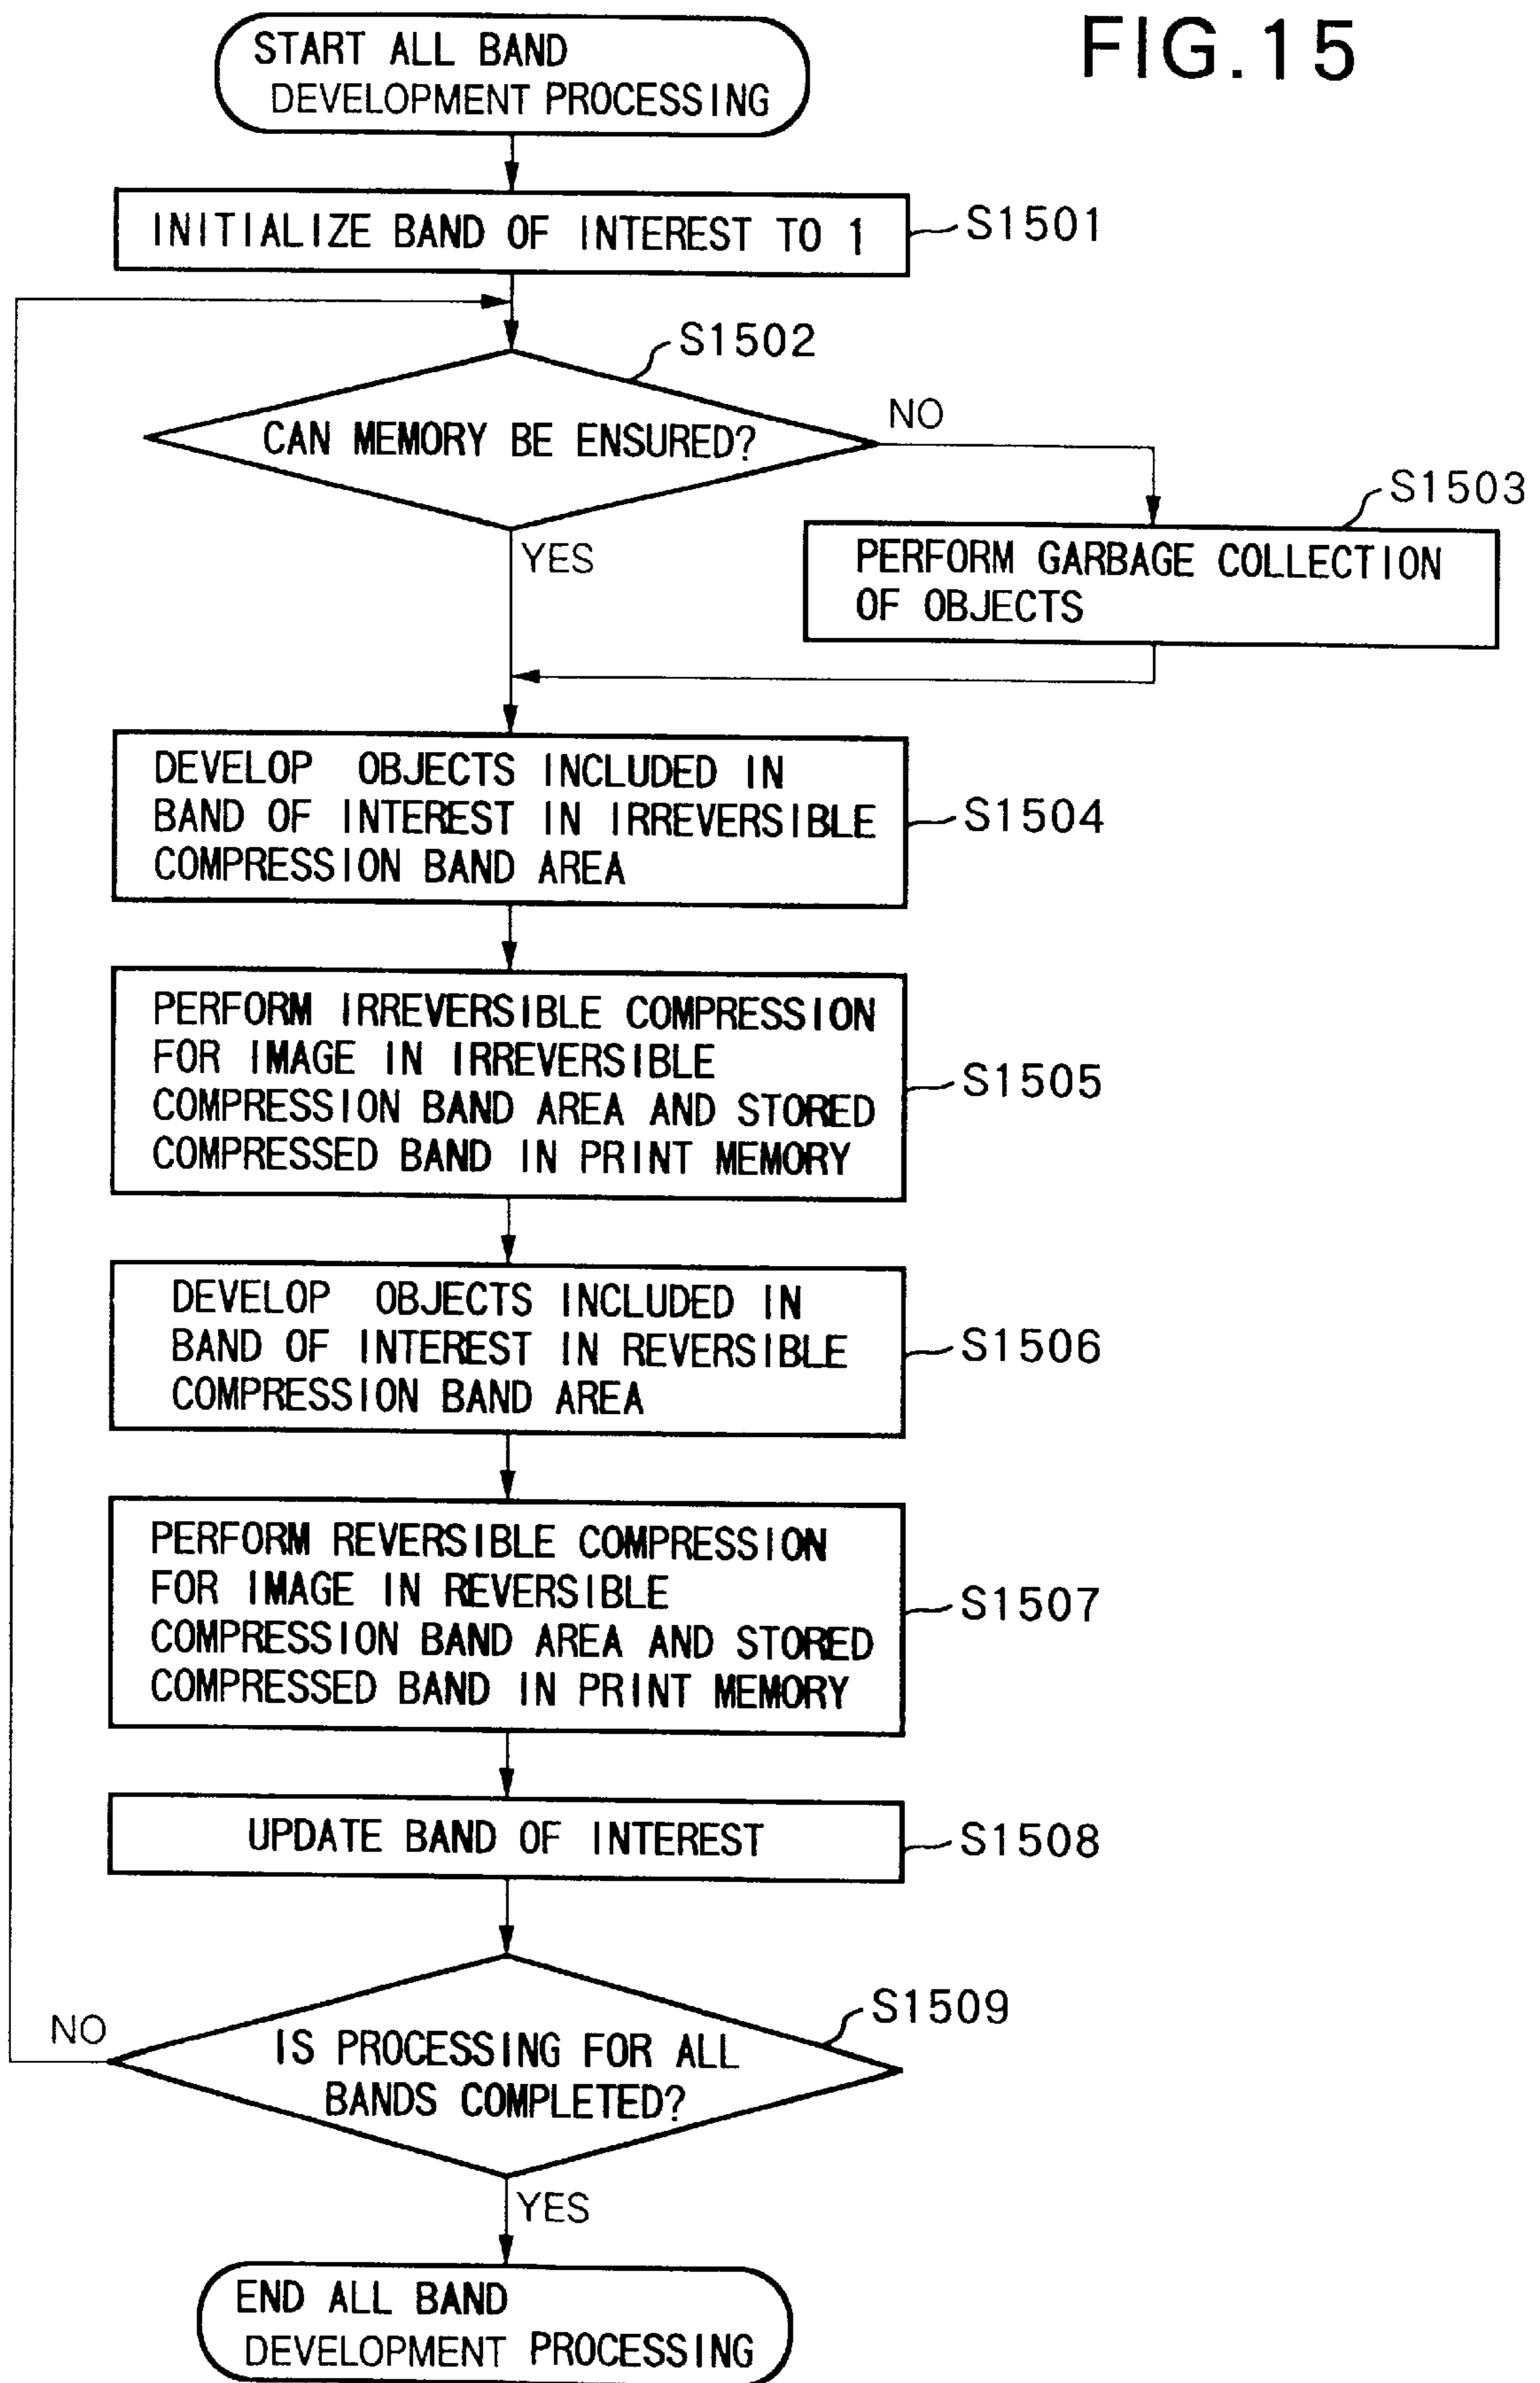 FIG.15
START ALL BAND
DEVELOPMENT PROCESSING
INITIALIZE BAND OF INTEREST TO 1
S1501
S1502
CAN MEMORY BE ENSURED?
NO
YES
S1503
PERFORM GARBAGE COLLECTION
OF OBJECTS
DEVELOP OBJECTS INCLUDED IN
BAND OF INTEREST IN IRREVERSIBLE
COMPRESSION BAND AREA
S1504
PERFORM IRREVERSIBLE COMPRESSION
FOR IMAGE IN IRREVERSIBLE
COMPRESSION BAND AREA AND STORED
COMPRESSED BAND IN PRINT MEMORY
S1505
DEVELOP OBJECTS INCLUDED IN
BAND OF INTEREST IN REVERSIBLE
COMPRESSION BAND AREA
S1506
PERFORM REVERSIBLE COMPRESSION
FOR IMAGE IN REVERSIBLE
COMPRESSION BAND AREA AND STORED
COMPRESSED BAND IN PRINT MEMORY
S1507
UPDATE BAND OF INTEREST
S1508
S1509
NO
IS PROCESSING FOR ALL
BANDS COMPLETED?
YES
END ALL BAND
DEVELOPMENT PROCESSING